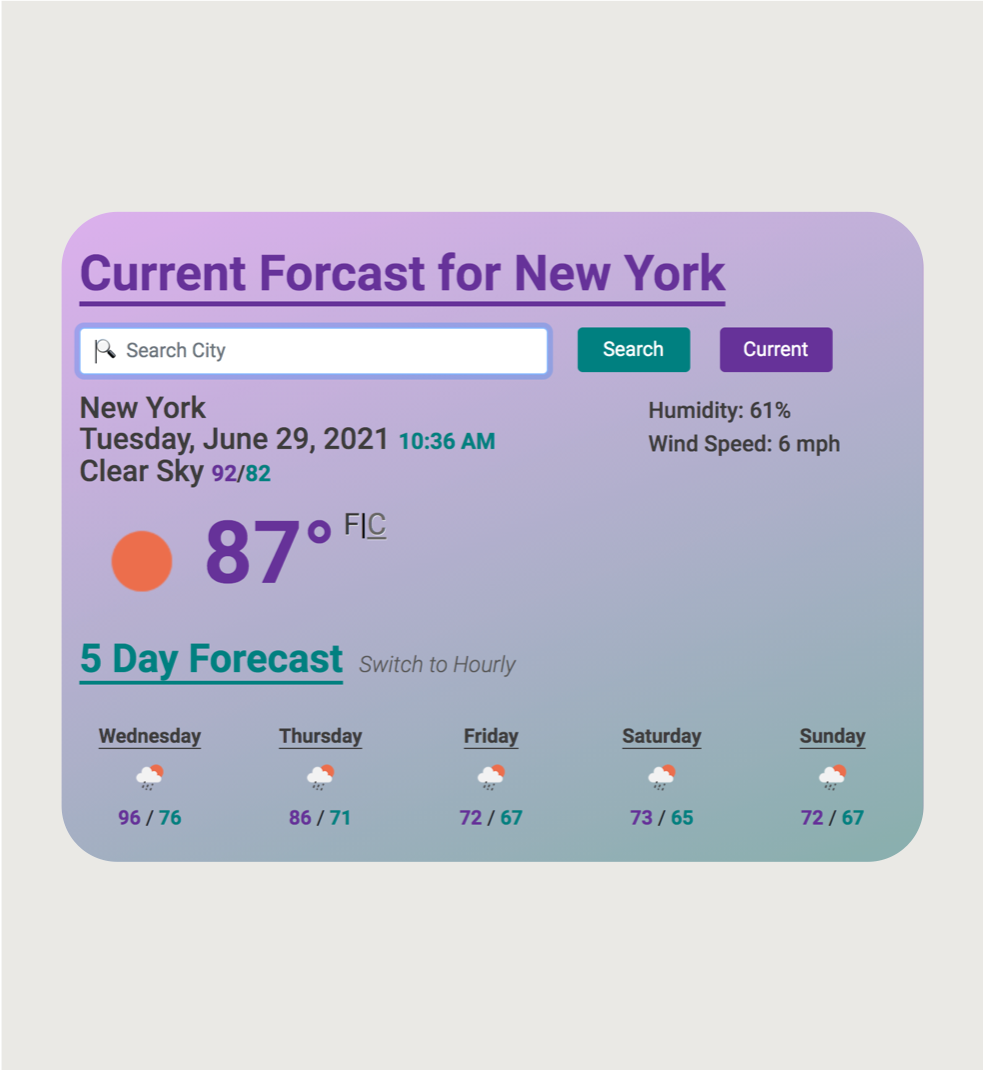 Current Forcast for New York
Search City
Search
Current
New York
Tuesday, June 29, 2021 10:36 AM
Clear Sky 92/82
Humidity: 61%
Wind Speed: 6 mph
87° F|C
5 Day Forecast Switch to Hourly
Wednesday Thursday Friday Saturday Sunday
96 / 76 86 / 71 72 / 67 73 / 65 72 / 67